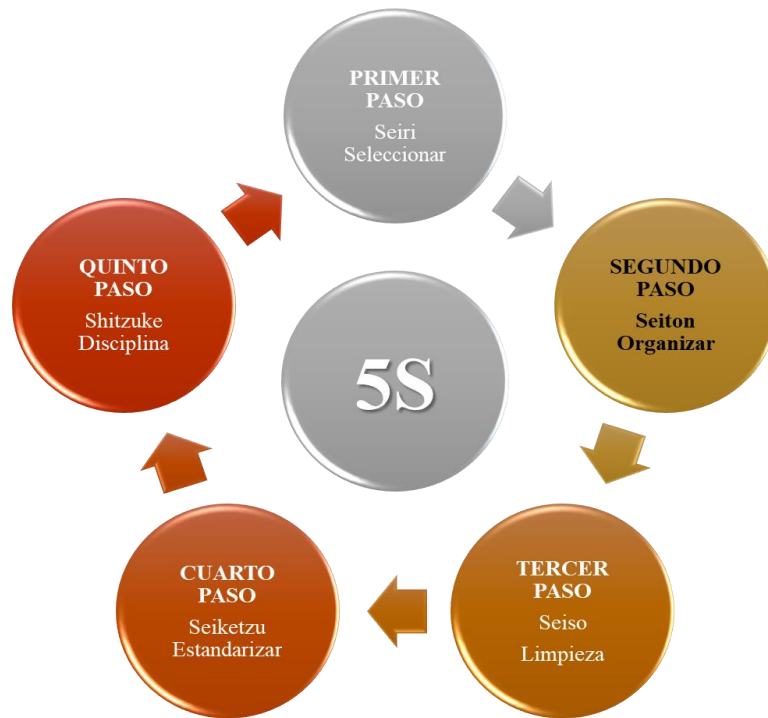 PRIMER
PASO
Seiri
Seleccionar
SEGUNDO
PASO
Seiton
Organizar
TERCER
PASO
Seiso
Limpieza
CUARTO
PASO
Seiketzu
Estandarizar
QUINTO
PASO
Shitzuke
Disciplina
5S